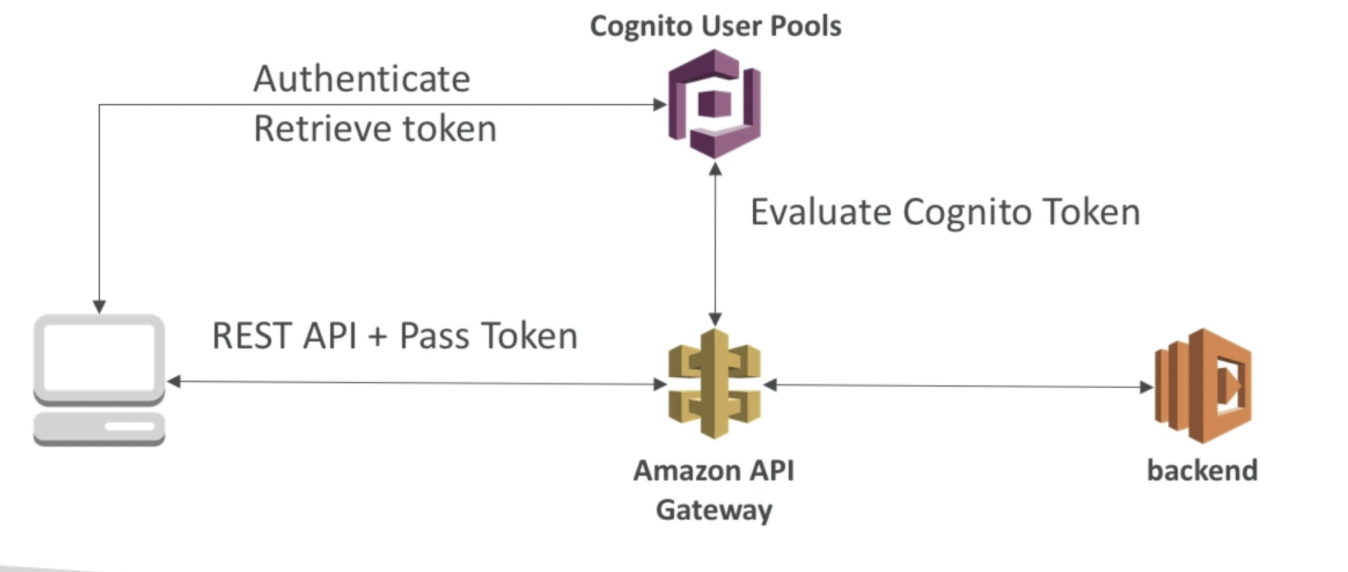 Cognito User Pools
Authenticate
Retrieve token
Evaluate Cognito Token
REST API + Pass Token
Amazon API
Gateway
backend